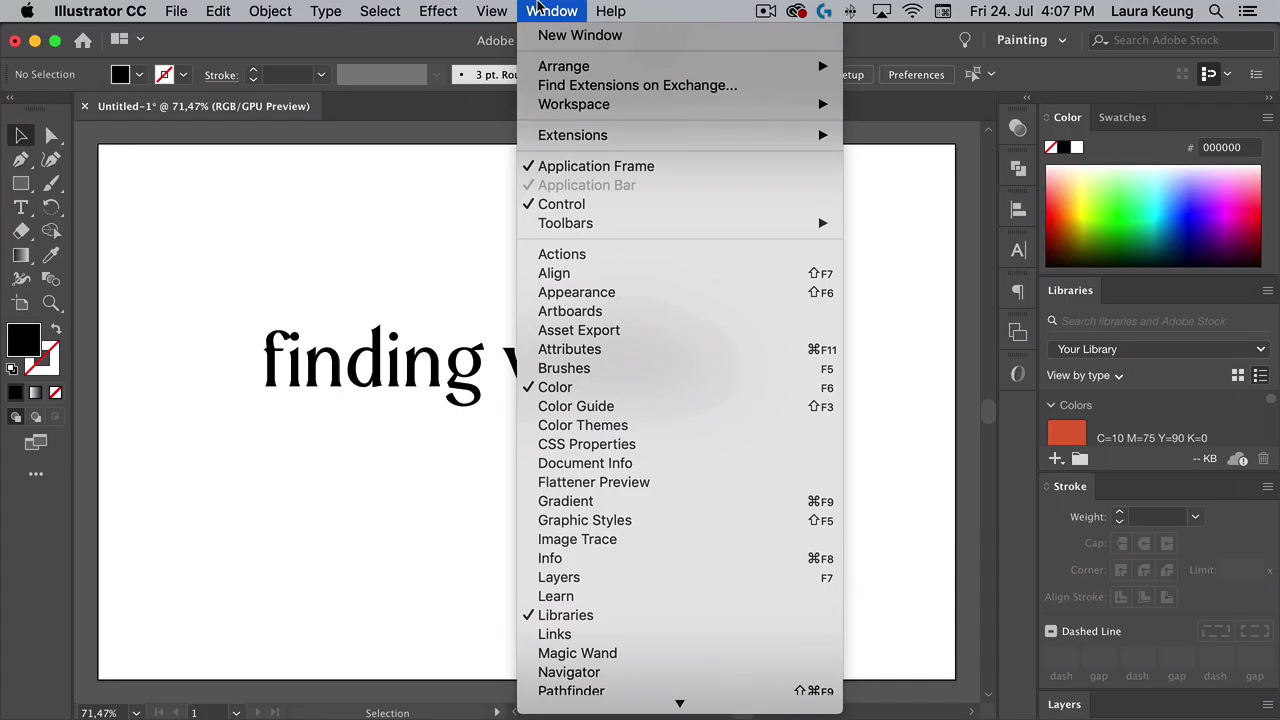 Illustrator CC File Edit Object Type Select Effect View Window Help Fri 24. Jul 4:07 PM Laura Keung
Adobe Painting Search Adobe Stock
No Selection Stroke: 3 pt. Rou etup Preferences
× Untitled-1* @ 71,47% (RGB/GPU Preview)
finding
New Window
Arrange
Find Extensions on Exchange...
Workspace
Extensions
Application Frame
Application Bar
Control
Toolbars
Actions
Align ⇧F7
Appearance ⇧F6
Artboards
Asset Export
Attributes ⌘F11
Brushes F5
Color F6
Color Guide ⇧F3
Color Themes
CSS Properties
Document Info
Flattener Preview
Gradient ⌘F9
Graphic Styles ⇧F5
Image Trace
Info ⌘F8
Layers F7
Learn
Libraries
Links
Magic Wand
Navigator
Pathfinder ⇧⌘F9
Color Swatches
# 000000
Libraries
Search libraries and Adobe Stock
Your Library
View by type
Colors
C=10 M=75 Y=90 K=0
-- KB
Stroke
Weight:
Cap:
Corner: Limit: x
Align Stroke:
Dashed Line
dash gap dash gap dash gap
Layers
71,47% 1 Selection